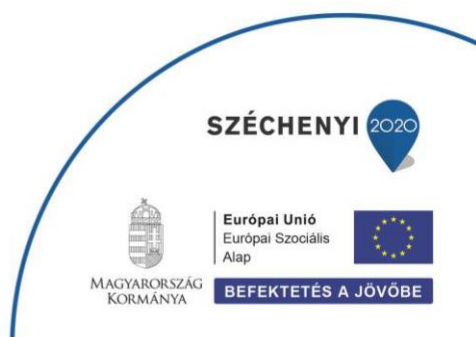 SZÉCHENYI 2020
Európai Unió
Európai Szociális
Alap
MAGYARORSZÁG
KORMÁNYA
BEFEKTETÉS A JÖVŐBE